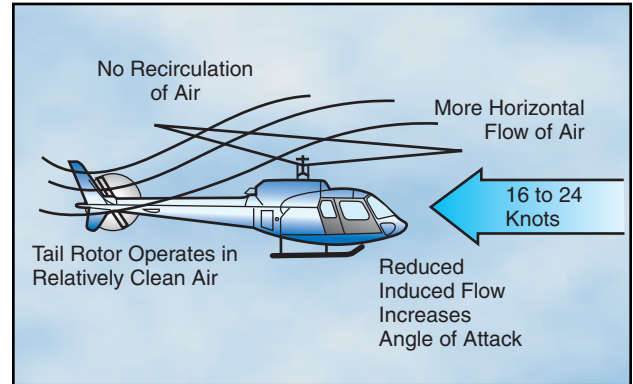 No Recirculation
of Air
More Horizontal
Flow of Air
16 to 24
Knots
Tail Rotor Operates in
Relatively Clean Air
Reduced
Induced Flow
Increases
Angle of Attack